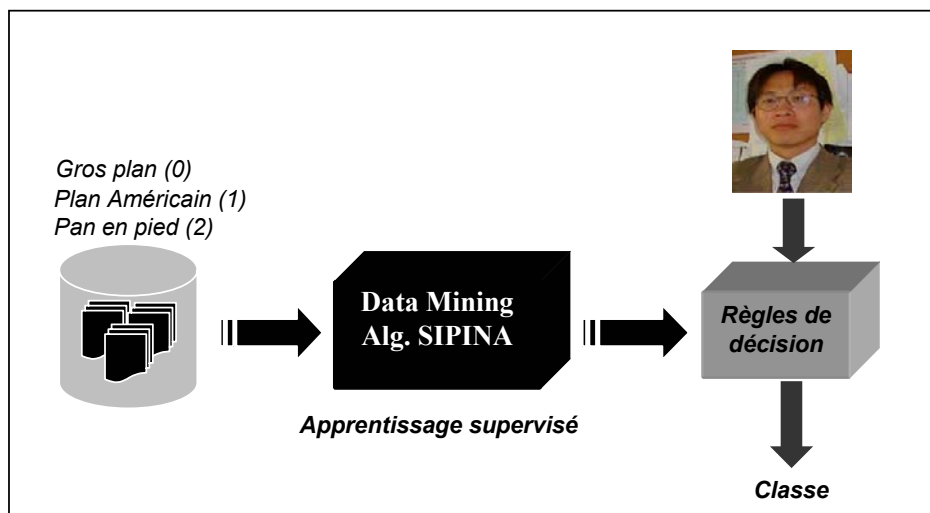 Gros plan (0)
Plan Américain (1)
Pan en pied (2)
Data Mining
Alg. SIPINA
Apprentissage supervisé
Règles de
décision
Classe